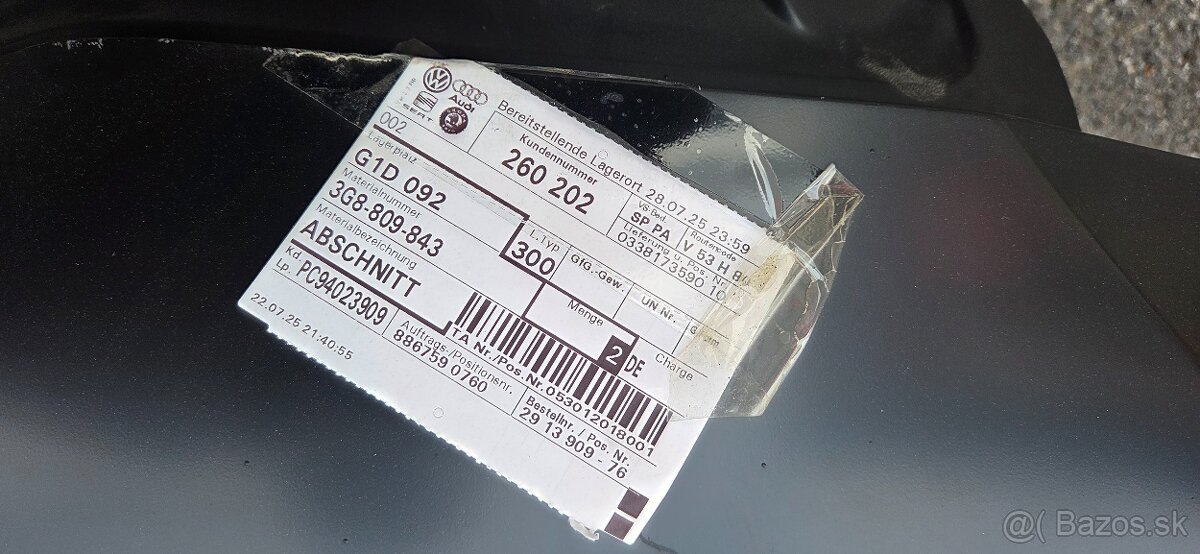 Audi
SEAT
Bereitstellende Lagerort 28.07.25 23:59
002
Kundennummer
260 202
VS Bed.
SP PA
Routencode
V 53 H
Lagerplatz
G1D 092
L.Typ
300
Lieferung u. Pos. Nr.
0338173590 10
Materialnummer
3G8-809-843
Gfg.-Gew.
UN Nr.
Materialbezeichnung
ABSCHNITT
Menge
2 DE
Charge
Kd.
Lp.
PC94023909
TA Nr./Pos.Nr.053012018001
22.07.25 21:40:55
Auftrags-/Positionsnr.
886759 0760
Bestellnr. / Pos. Nr.
29 13 909 - 76
@( Bazos.sk